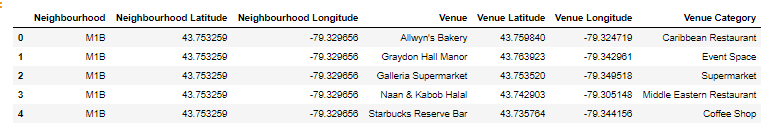 Neighbourhood Neighbourhood Latitude Neighbourhood Longitude Venue Venue Latitude Venue Longitude Venue Category
0 M1B 43.753259 -79.329656 Allwyn's Bakery 43.759840 -79.324719 Caribbean Restaurant
1 M1B 43.753259 -79.329656 Graydon Hall Manor 43.763923 -79.342961 Event Space
2 M1B 43.753259 -79.329656 Galleria Supermarket 43.753520 -79.349518 Supermarket
3 M1B 43.753259 -79.329656 Naan & Kabob Halal 43.742903 -79.305148 Middle Eastern Restaurant
4 M1B 43.753259 -79.329656 Starbucks Reserve Bar 43.735764 -79.344156 Coffee Shop